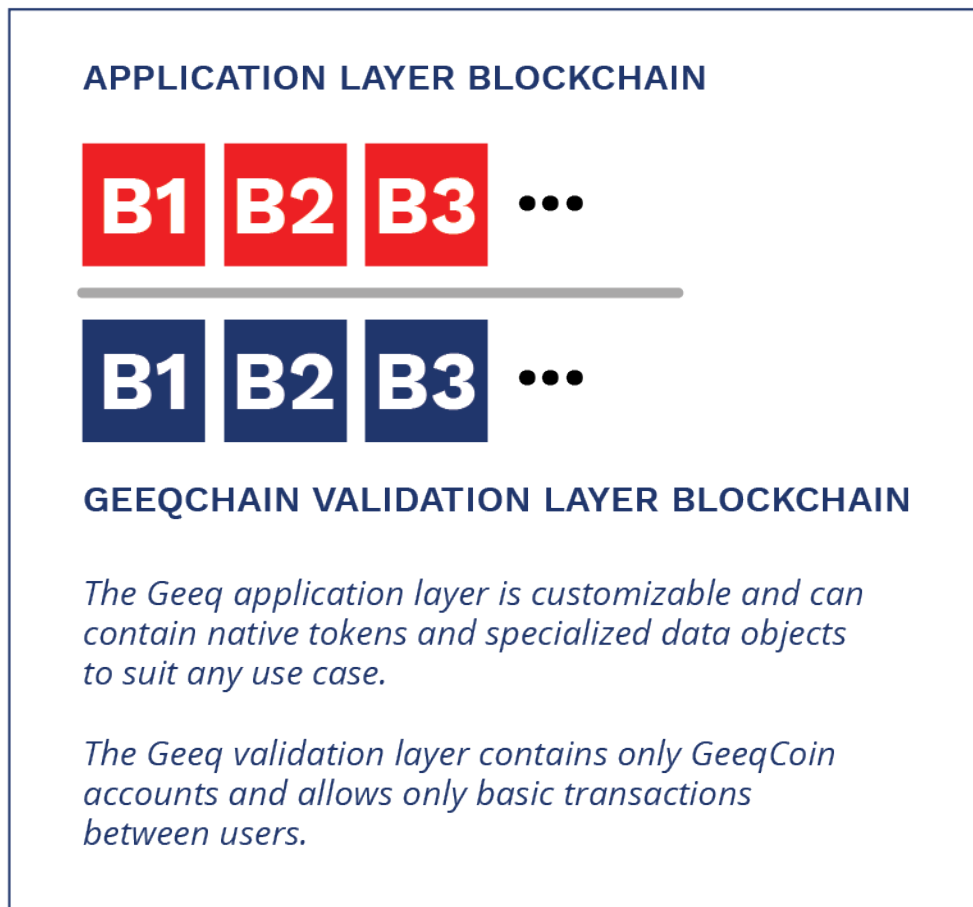 APPLICATION LAYER BLOCKCHAIN
B1 B2 B3 •••
B1 B2 B3 •••
GEEQCHAIN VALIDATION LAYER BLOCKCHAIN
The Geeq application layer is customizable and can
contain native tokens and specialized data objects
to suit any use case.
The Geeq validation layer contains only GeeqCoin
accounts and allows only basic transactions
between users.